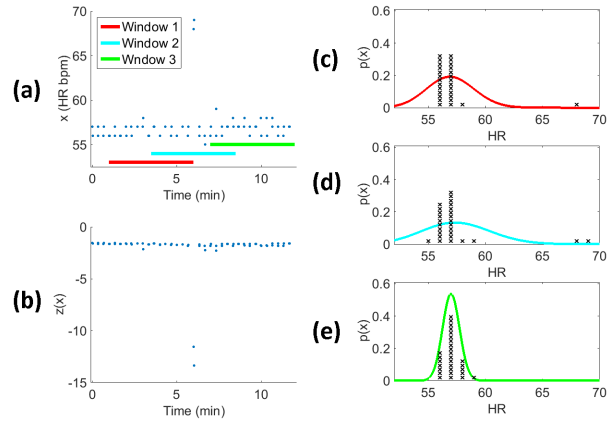 (a)
x (HR bpm)
70
65
60
55
Window 1
Window 2
Wndow 3
0
5
10
Time (min)
(b)
z(x)
0
-5
-10
-15
0
5
10
Time (min)
(c)
p(x)
0.6
0.4
0.2
0
55
60
65
70
HR
(d)
p(x)
0.6
0.4
0.2
0
55
60
65
70
HR
(e)
p(x)
0.6
0.4
0.2
0
55
60
65
70
HR